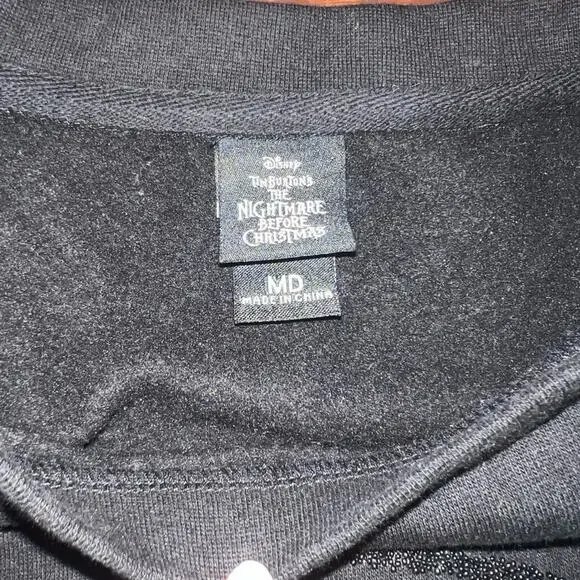 Disney
TIM BURTON'S
THE
NIGHTMARE
BEFORE
CHRISTMAS
MD
MADE IN CHINA